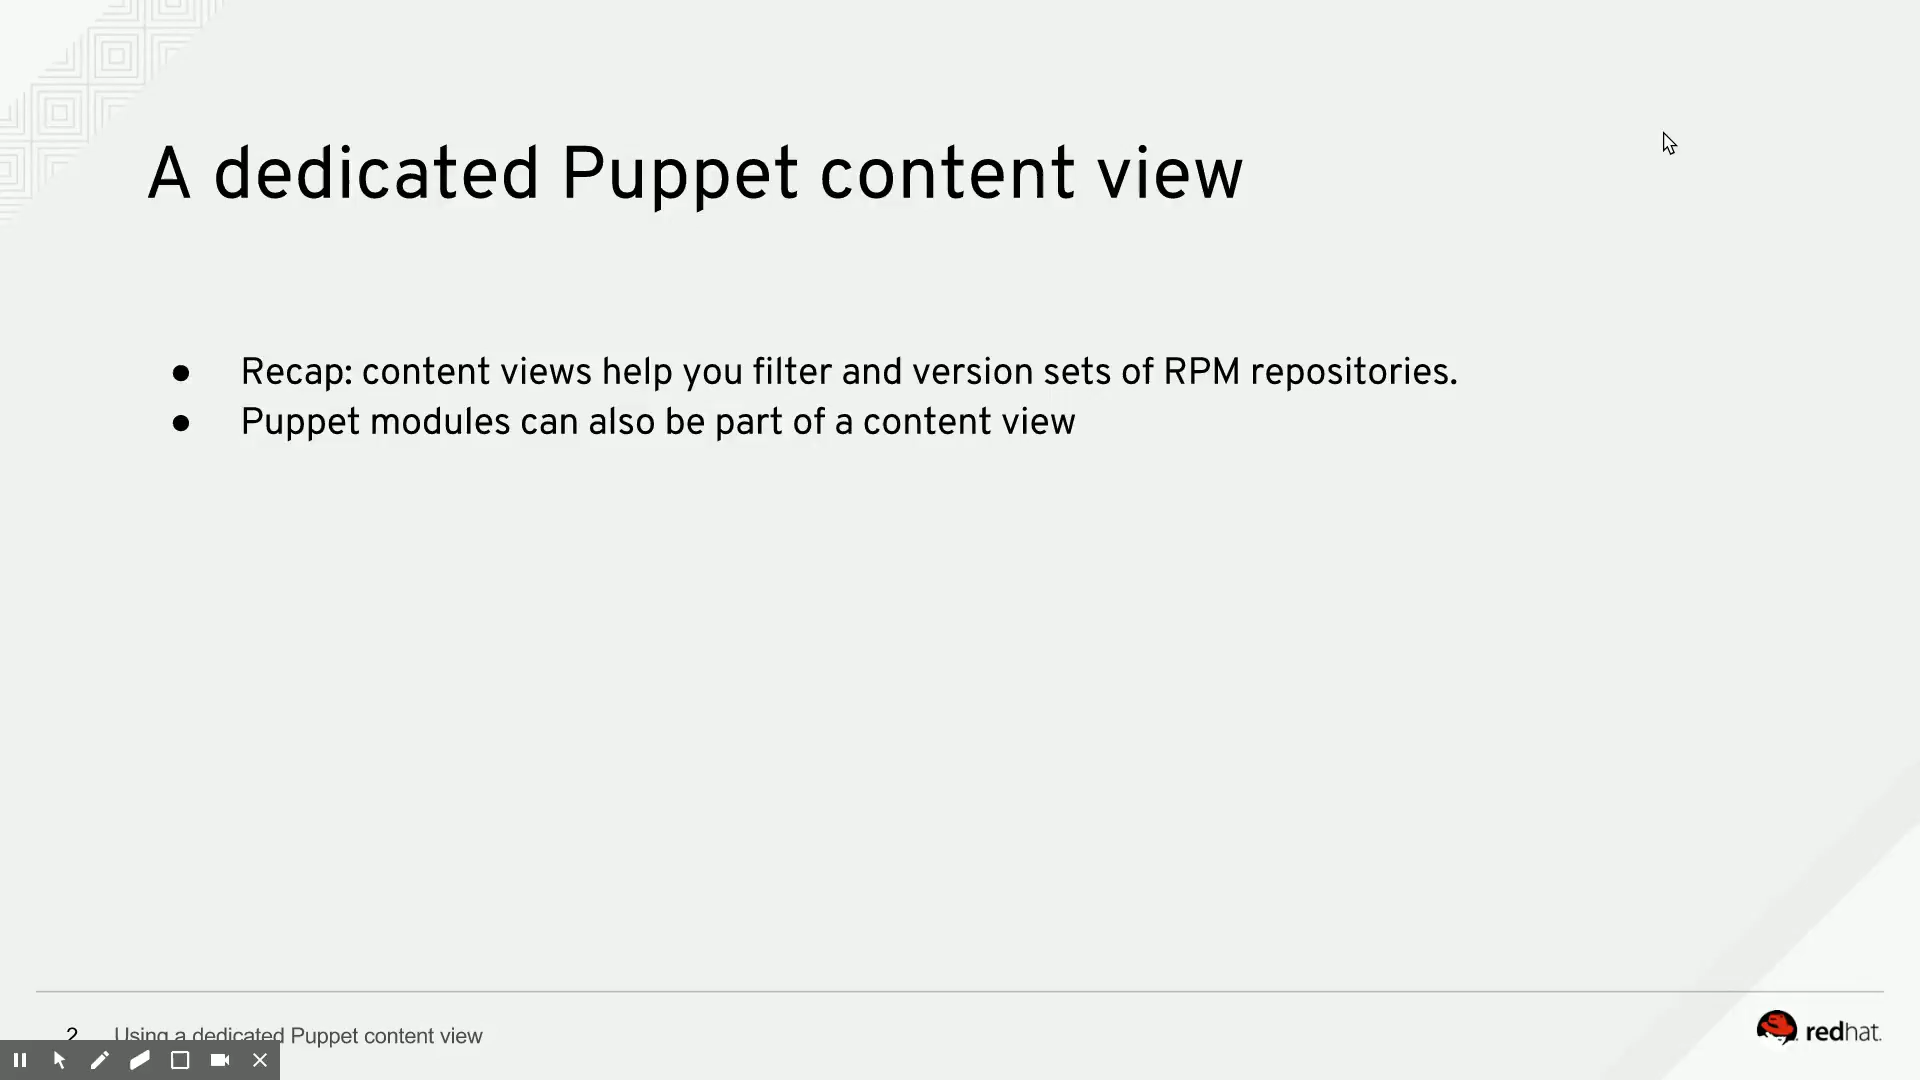 A dedicated Puppet content view
● Recap: content views help you filter and version sets of RPM repositories.
● Puppet modules can also be part of a content view
2 Using a dedicated Puppet content view
redhat.